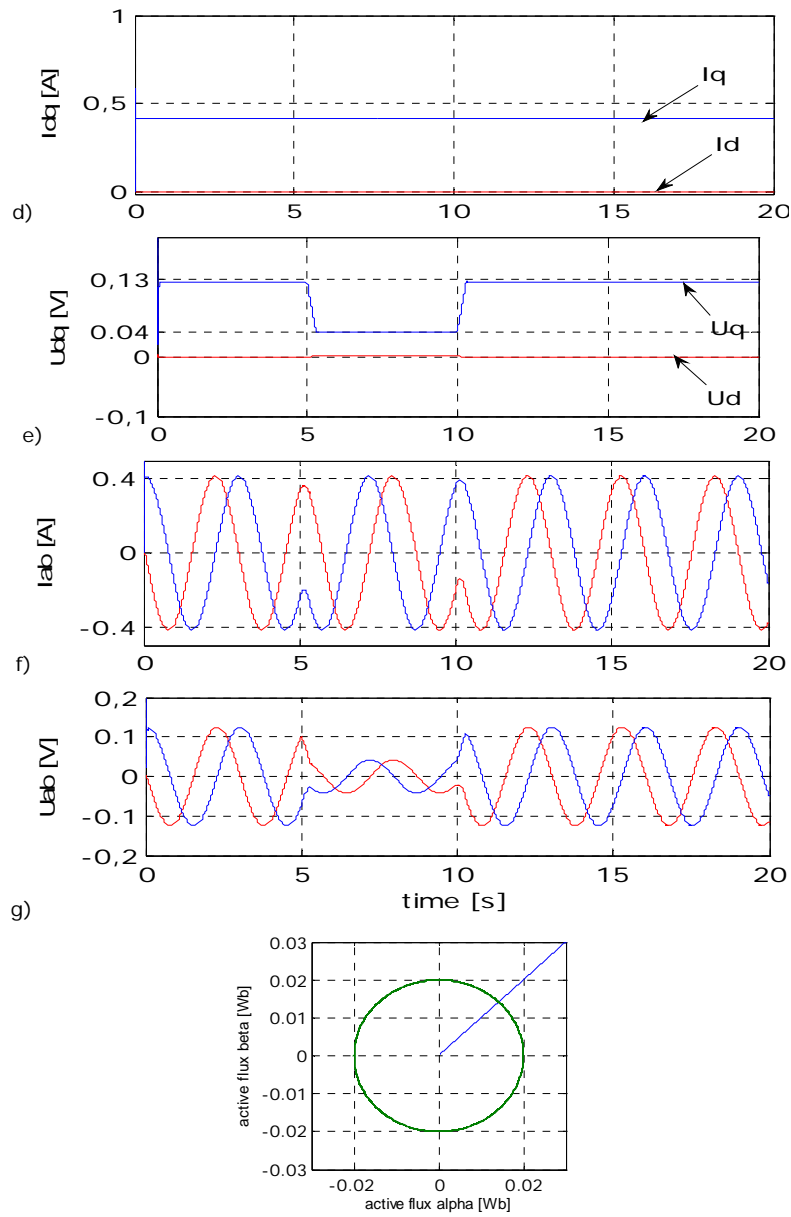 1
0,5
0
Idq [A]
Iq
Id
0 5 10 15 20
d)
0,13
0.04
0
-0,1
Udq [V]
Uq
Ud
0 5 10 15 20
e)
0.4
0
-0.4
Iab [A]
0 5 10 15 20
f)
0,2
0.1
0
-0.1
-0,2
Uab [V]
0 5 10 15 20
time [s]
g)
0.03
0.02
0.01
0
-0.01
-0.02
-0.03
active flux beta [Wb]
-0.02 0 0.02
active flux alpha [Wb]